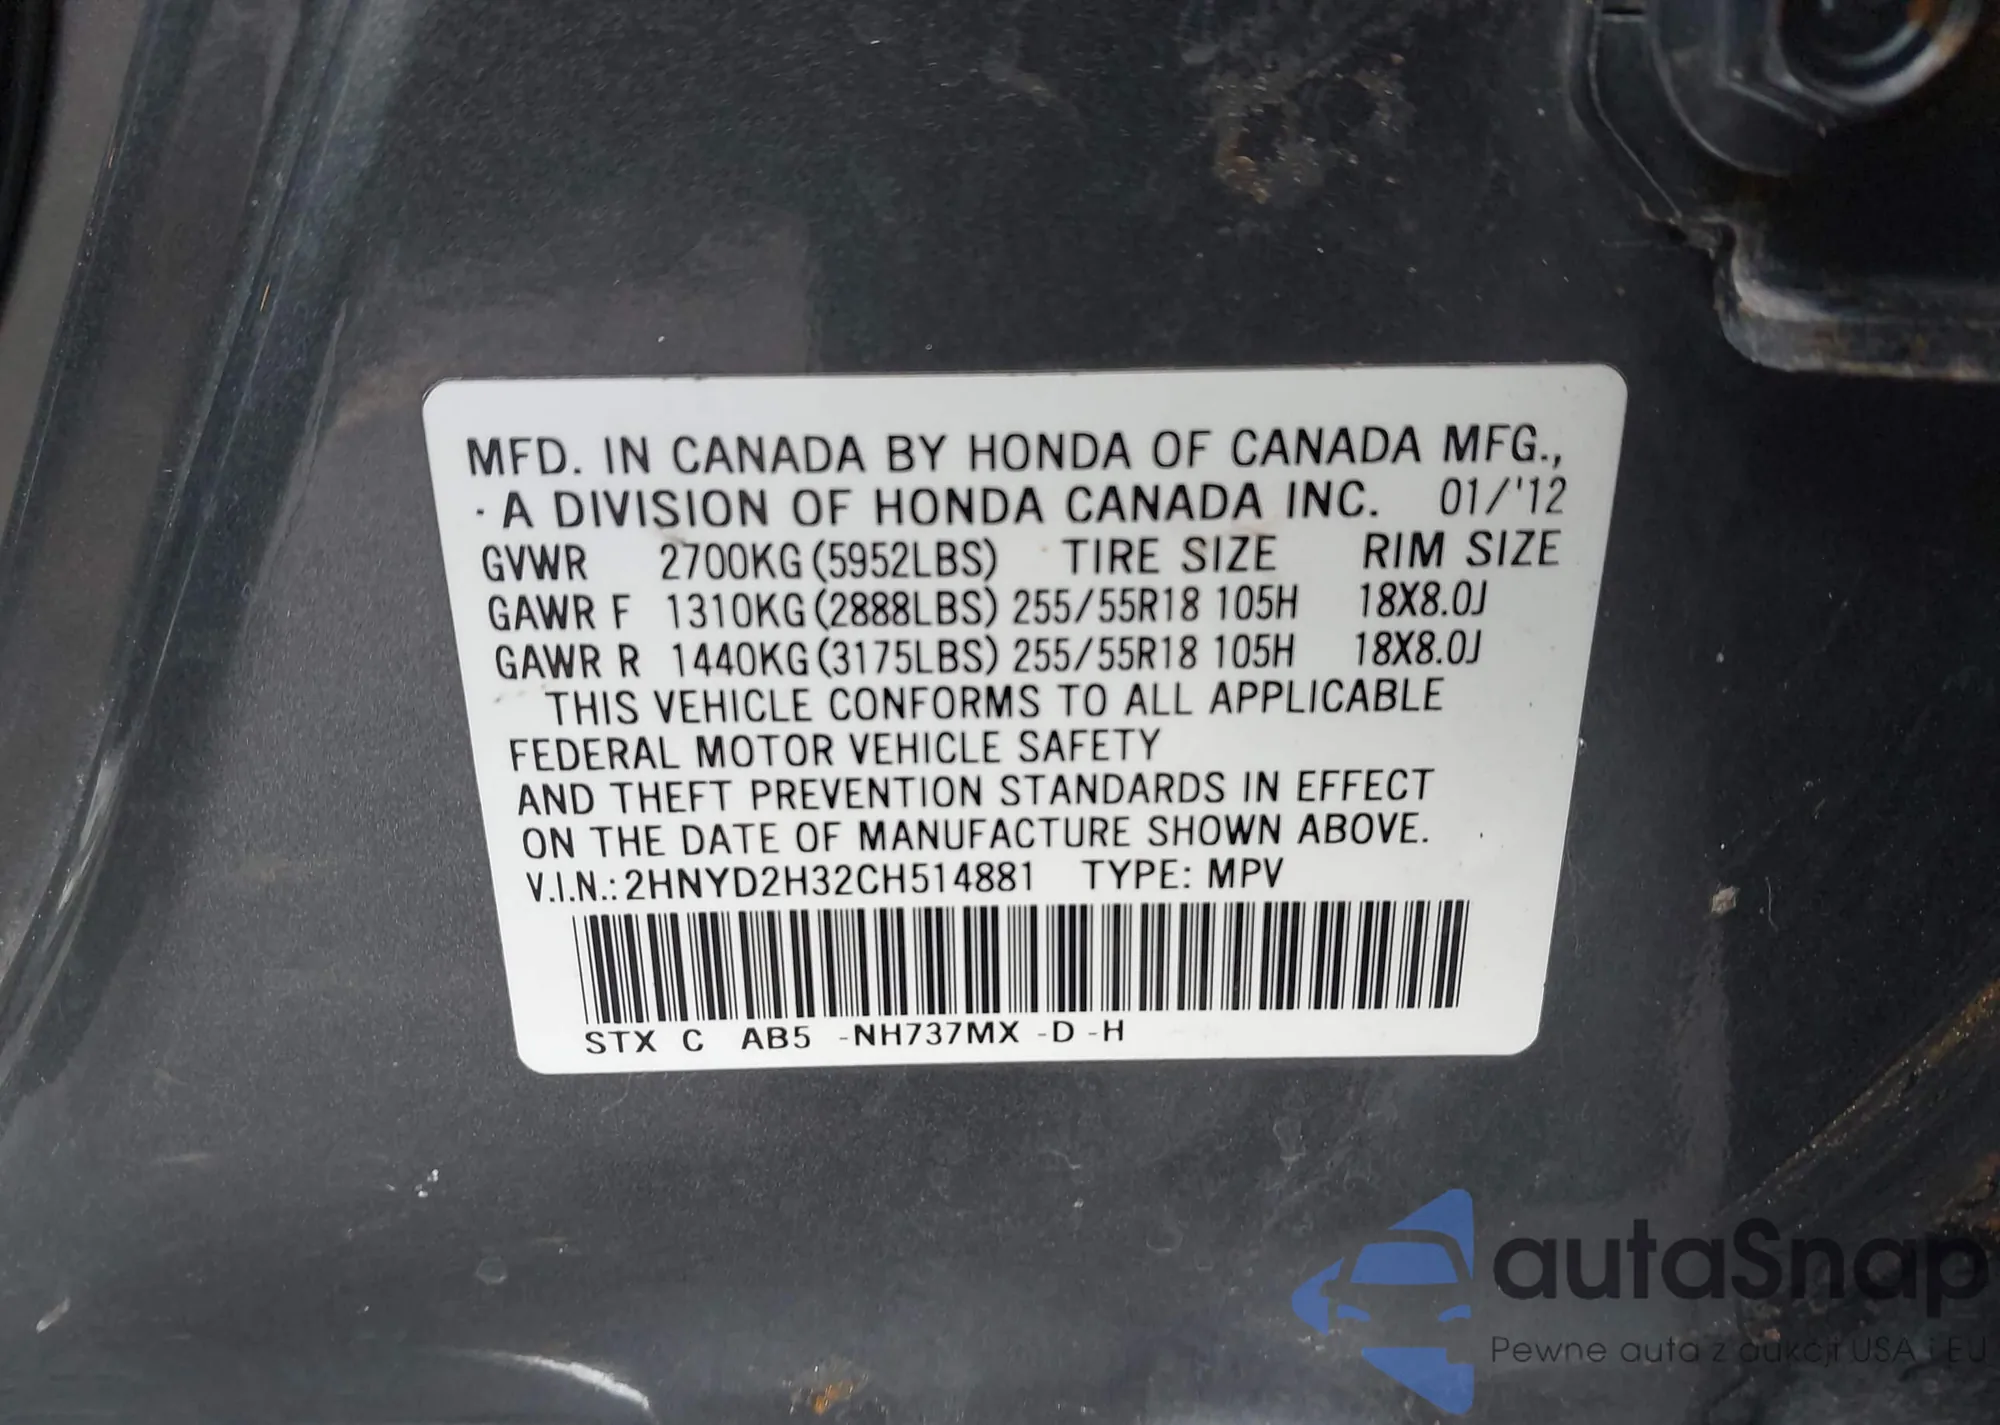 MFD. IN CANADA BY HONDA OF CANADA MFG.,
· A DIVISION OF HONDA CANADA INC. 01/'12
GVWR 2700KG (5952LBS) TIRE SIZE RIM SIZE
GAWR F 1310KG (2888LBS) 255/55R18 105H 18X8.0J
GAWR R 1440KG (3175LBS) 255/55R18 105H 18X8.0J
THIS VEHICLE CONFORMS TO ALL APPLICABLE
FEDERAL MOTOR VEHICLE SAFETY
AND THEFT PREVENTION STANDARDS IN EFFECT
ON THE DATE OF MANUFACTURE SHOWN ABOVE.
V.I.N.: 2HNYD2H32CH514881 TYPE: MPV
STX C AB5 -NH737MX -D -H
autaSnap
Pewne auta z aukcji USA i EU